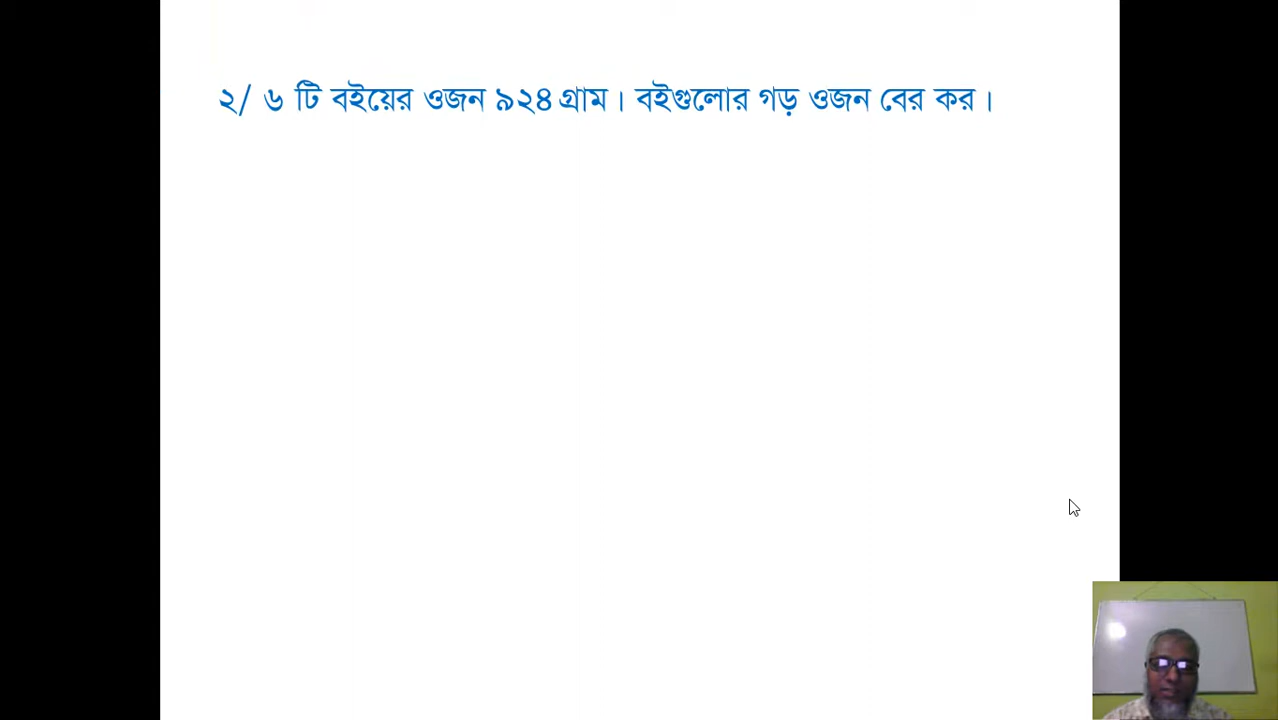 ২/ ৬ টি বইয়ের ওজন ৯২৪ গ্রাম। বইগুলোর গড় ওজন বের কর।